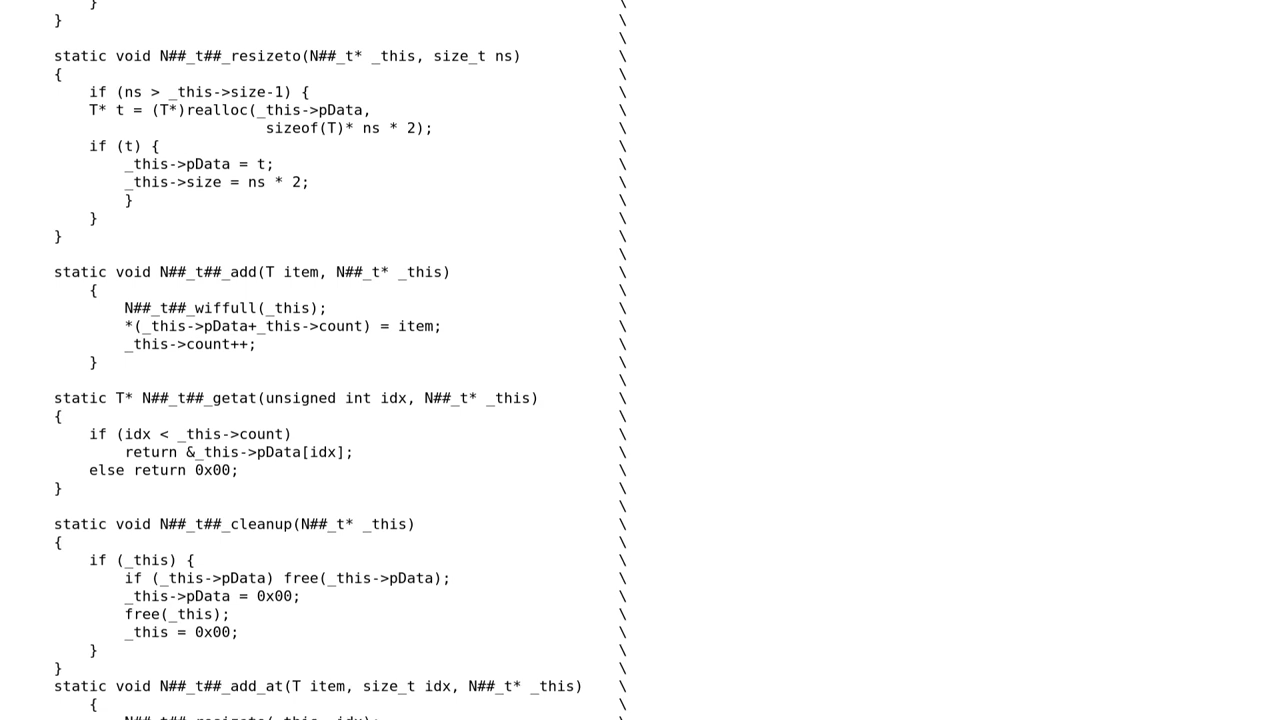 }                                                           \
}                                                               \
                                                                \
static void N##_t##_resizeto(N##_t* _this, size_t ns)           \
{                                                               \
    if (ns > _this->size-1) {                                   \
    T* t = (T*)realloc(_this->pData,                            \
                        sizeof(T)* ns * 2);                     \
    if (t) {                                                    \
        _this->pData = t;                                       \
        _this->size = ns * 2;                                   \
        }                                                       \
    }                                                           \
}                                                               \
                                                                \
static void N##_t##_add(T item, N##_t* _this)                   \
    {                                                           \
        N##_t##_wiffull(_this);                                 \
        *(_this->pData+_this->count) = item;                    \
        _this->count++;                                         \
    }                                                           \
                                                                \
static T* N##_t##_getat(unsigned int idx, N##_t* _this)         \
{                                                               \
    if (idx < _this->count)                                     \
        return &_this->pData[idx];                              \
    else return 0x00;                                           \
}                                                               \
                                                                \
static void N##_t##_cleanup(N##_t* _this)                       \
{                                                               \
    if (_this) {                                                \
        if (_this->pData) free(_this->pData);                   \
        _this->pData = 0x00;                                    \
        free(_this);                                            \
        _this = 0x00;                                           \
    }                                                           \
}                                                               \
static void N##_t##_add_at(T item, size_t idx, N##_t* _this)    \
    {                                                           \
        N##_t##_resizeto(_this, idx);                           \